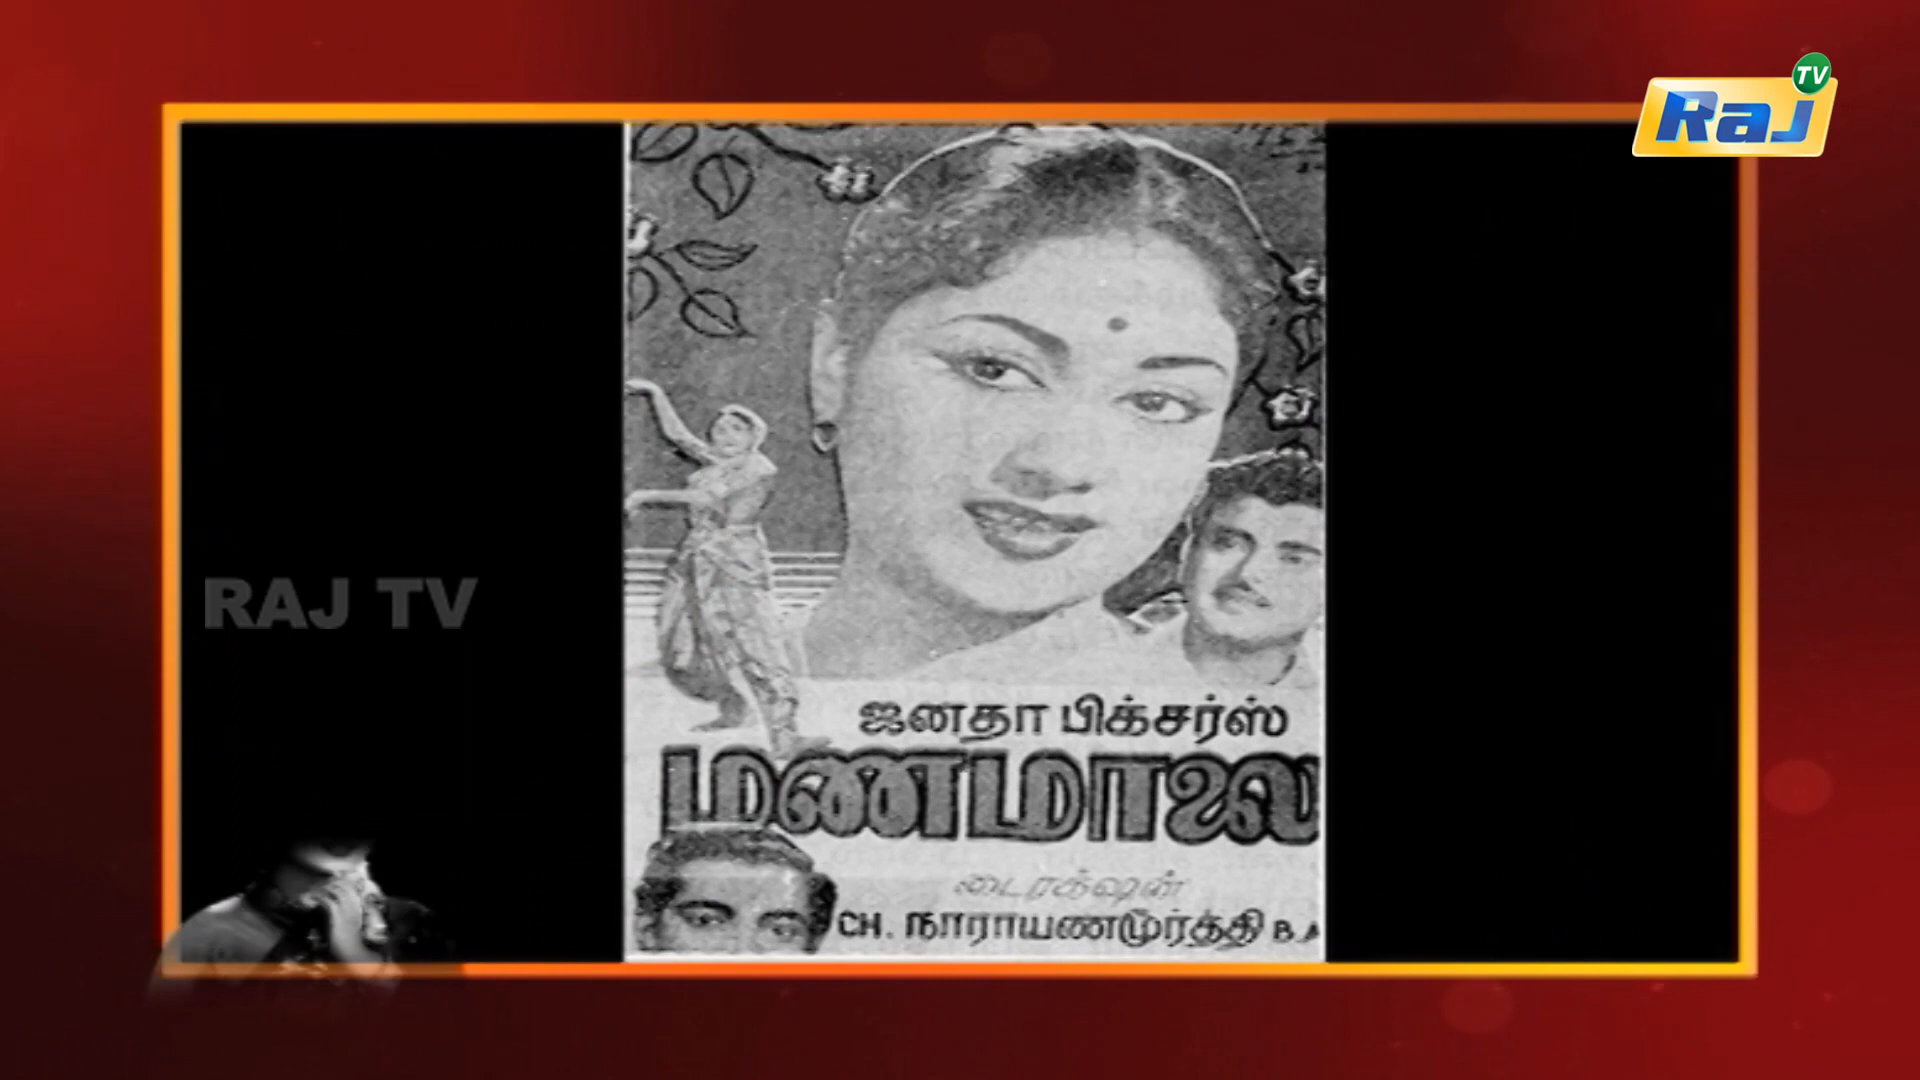 TV
Raj
RAJ TV
ஜனதா பிக்சர்ஸ்
மணமாலை
டைரக்‌ஷன்
CH. நாராயணமூர்த்தி B.A